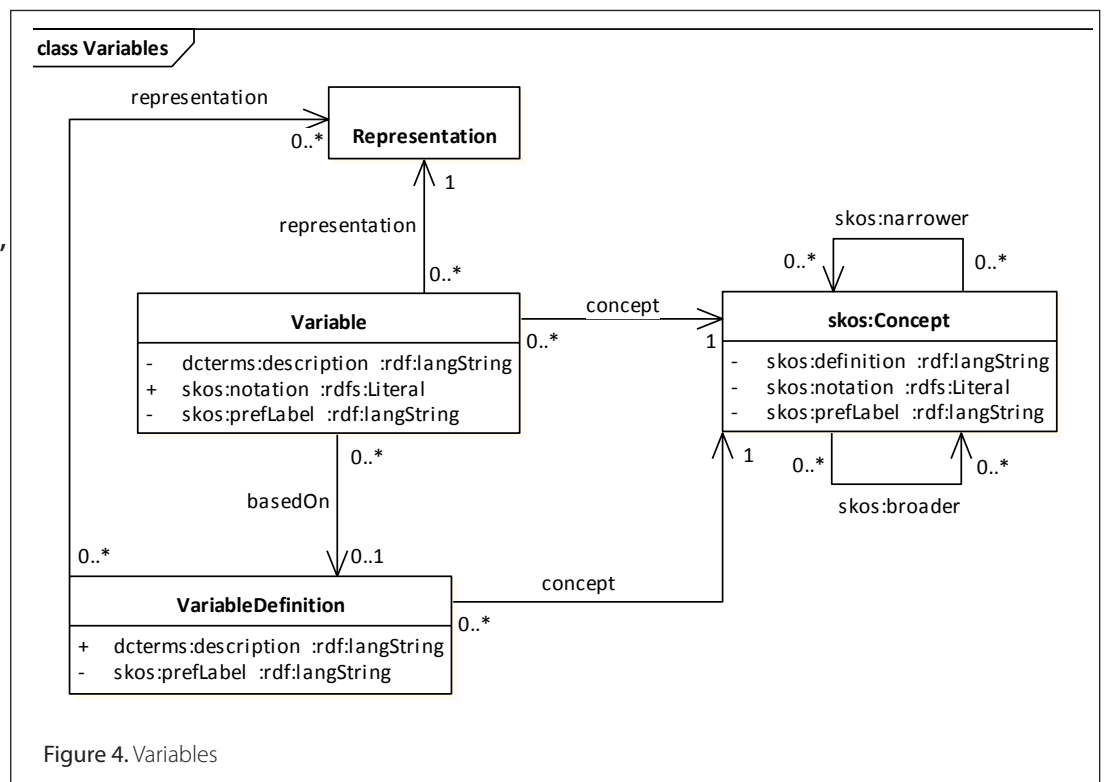 class Variables
representation
0..*
Representation
1
representation
0..*
,
skos:narrower
0..*
0..*
Variable
- dcterms:description :rdf:langString
+ skos:notation :rdfs:Literal
- skos:prefLabel :rdf:langString
concept
0..*
1
skos:Concept
- skos:definition :rdf:langString
- skos:notation :rdfs:Literal
- skos:prefLabel :rdf:langString
0..*
0..*
skos:broader
0..*
basedOn
0..1
0..*
VariableDefinition
+ dcterms:description :rdf:langString
- skos:prefLabel :rdf:langString
concept
0..*
1
Figure 4. Variables